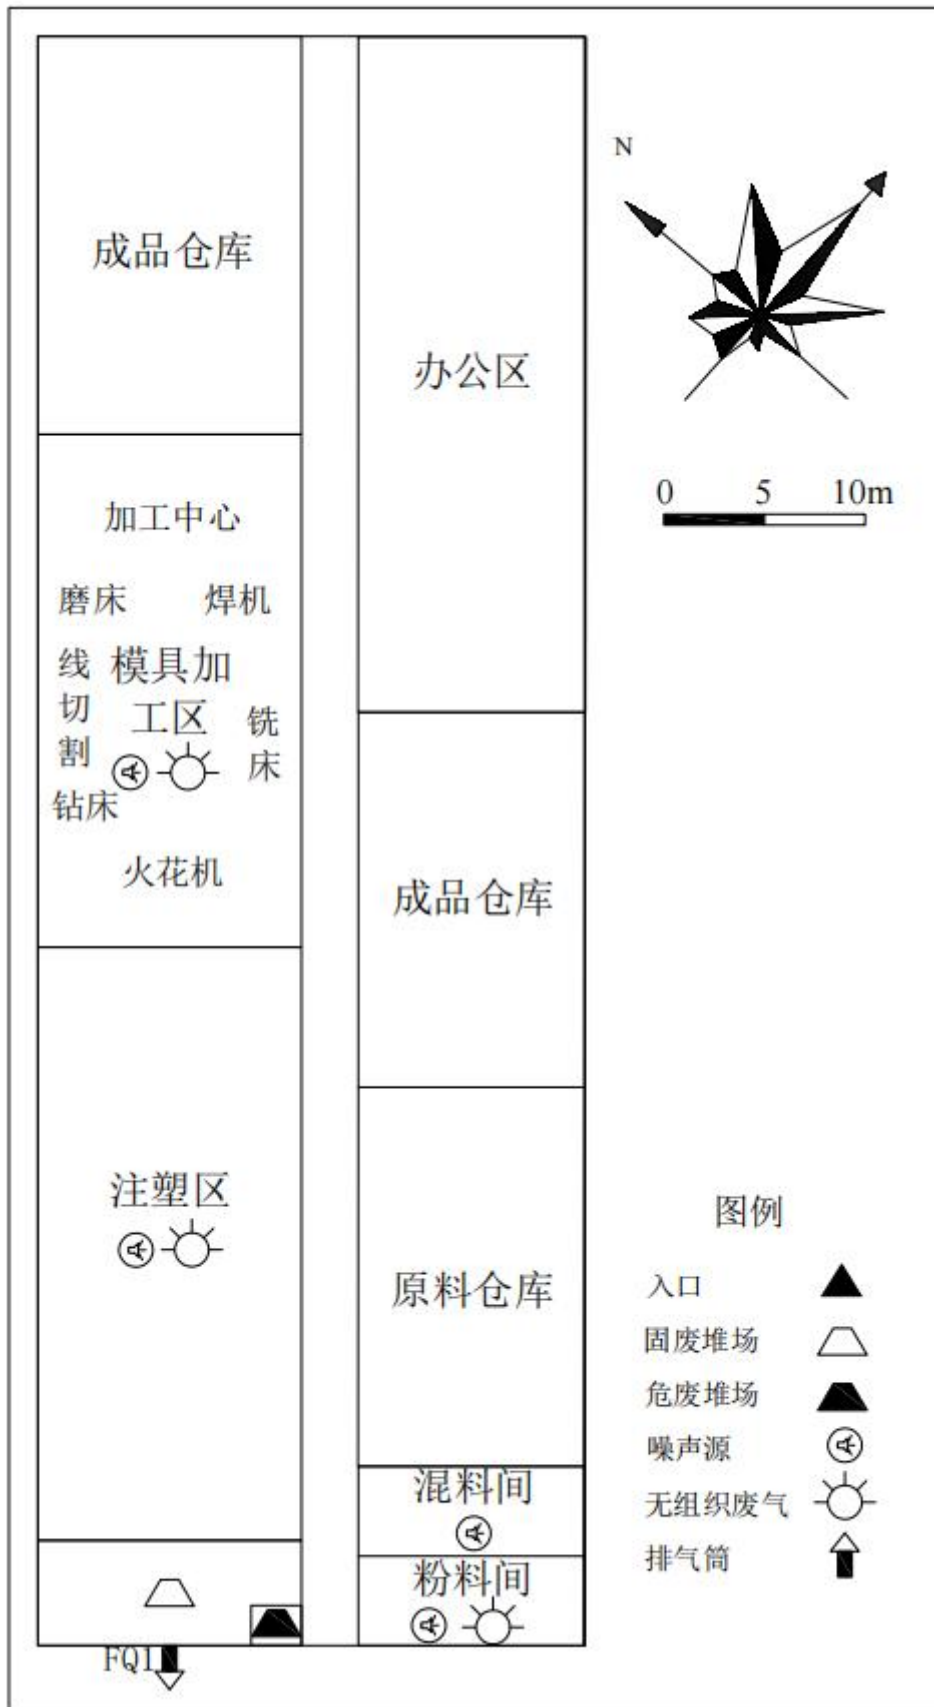 成品仓库
办公区
N
0 5 10m
加工中心
磨床 焊机
线切割
模具加
工区
铣床
钻床
火花机
成品仓库
注塑区
原料仓库
混料间
粉料间
FQ1
图例
入口
固废堆场
危废堆场
噪声源
无组织废气
排气筒